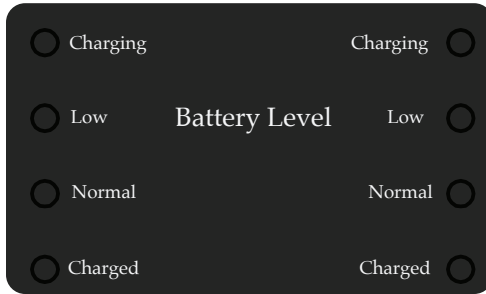 Charging Charging
Low Battery Level Low
Normal Normal
Charged Charged